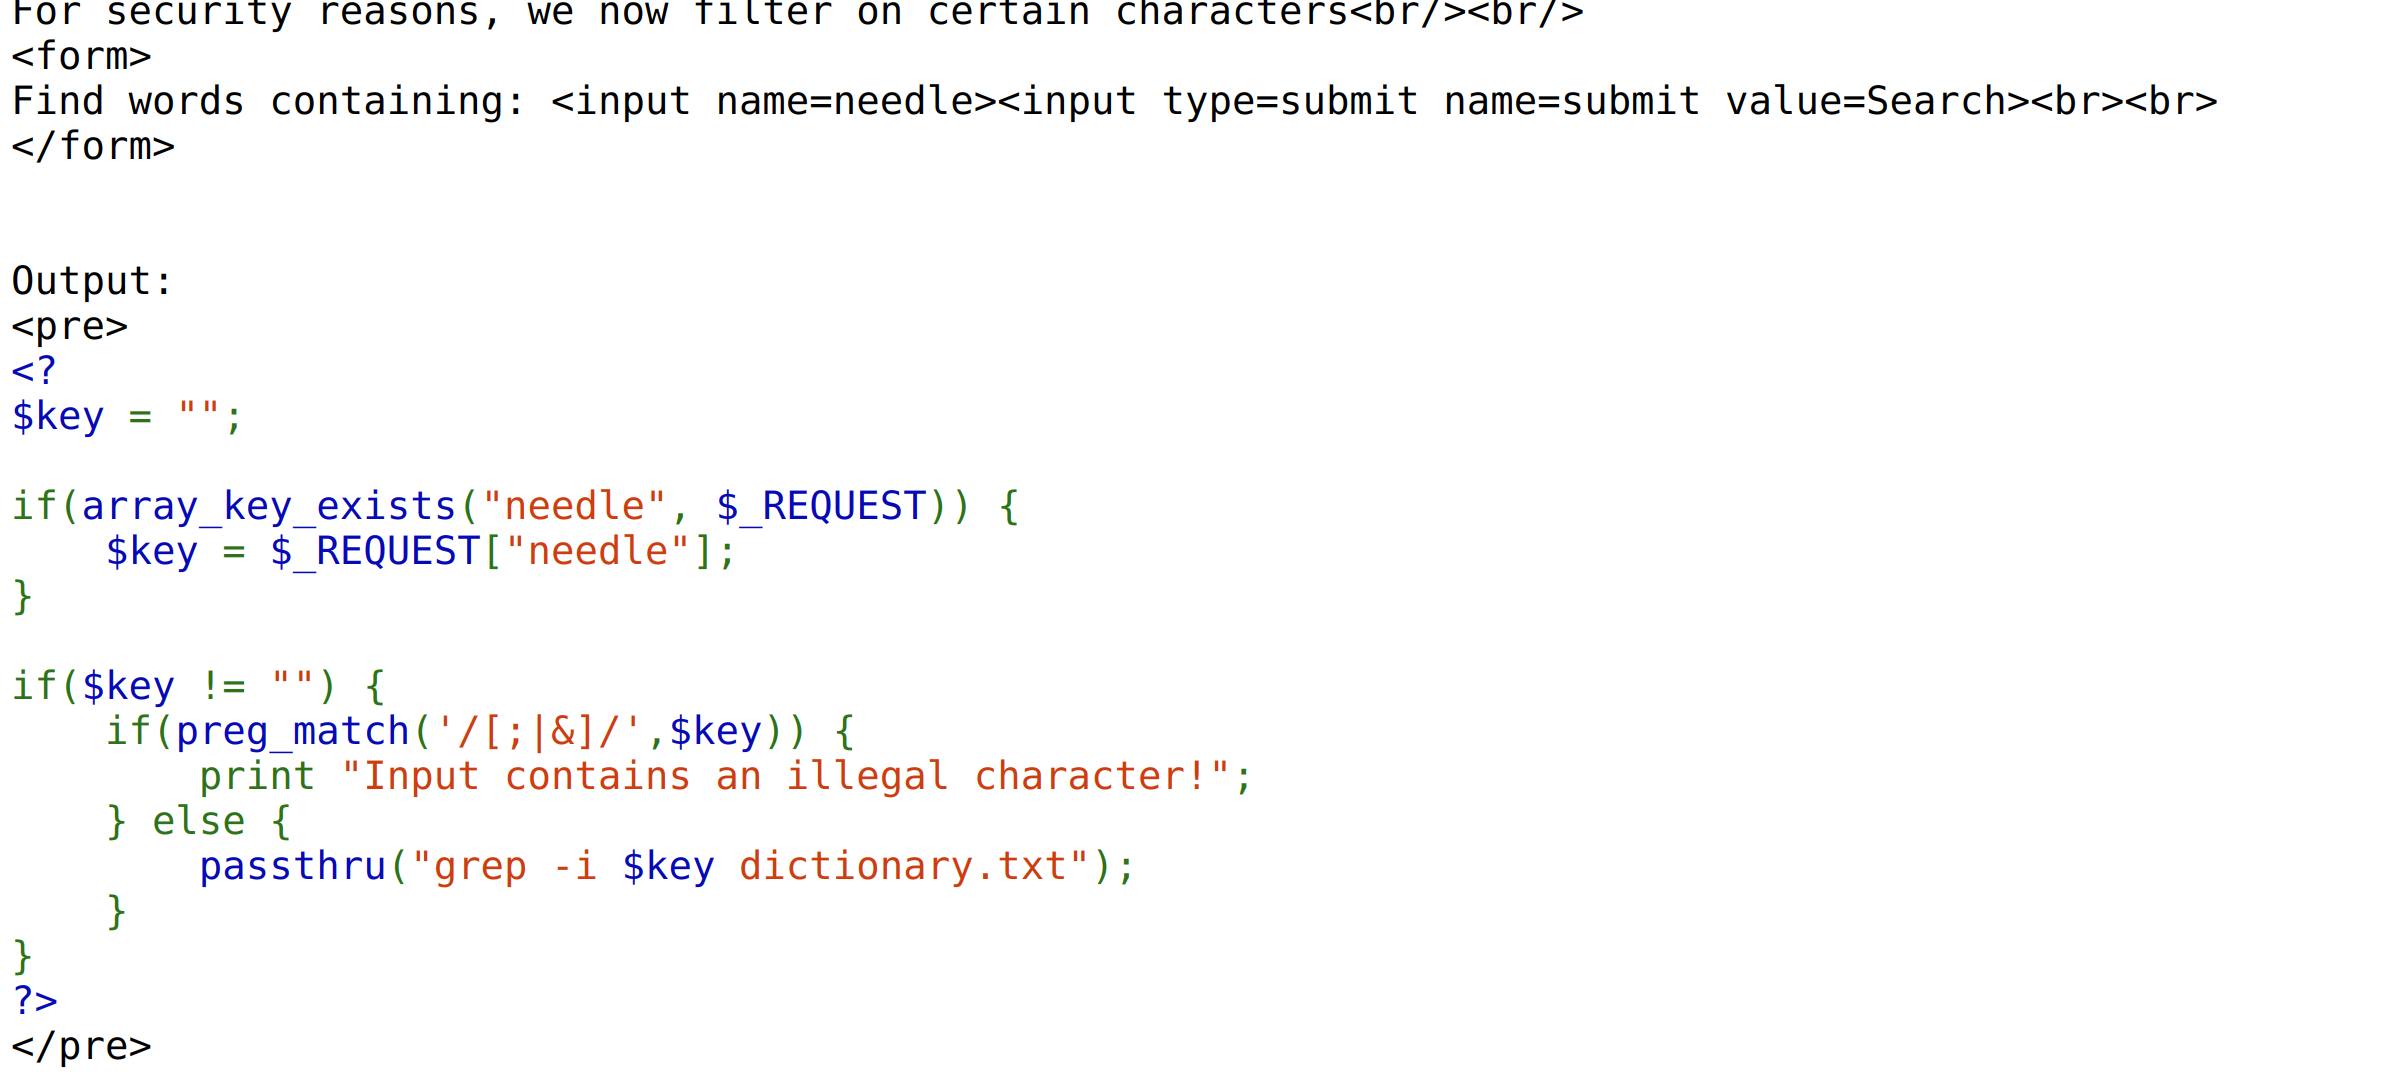 For security reasons, we now filter on certain characters<br/><br/>
<form>
Find words containing: <input name=needle><input type=submit name=submit value=Search><br><br>
</form>
Output:
<pre>
<?
$key = "";
if(array_key_exists("needle", $_REQUEST)) {
    $key = $_REQUEST["needle"];
}
if($key != "") {
    if(preg_match('/[;|&]/',$key)) {
        print "Input contains an illegal character!";
    } else {
        passthru("grep -i $key dictionary.txt");
    }
}
?>
</pre>